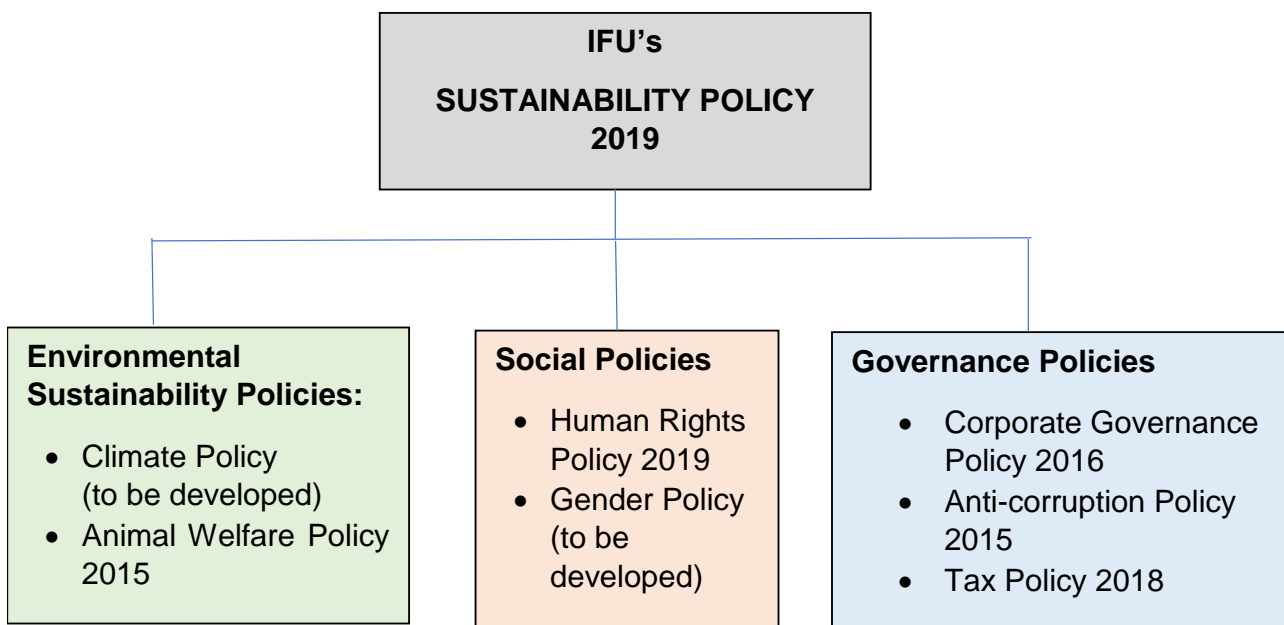 IFU's
SUSTAINABILITY POLICY
2019
Environmental
Sustainability Policies:
• Climate Policy
(to be developed)
• Animal Welfare Policy
2015
Social Policies
• Human Rights
Policy 2019
• Gender Policy
(to be
developed)
Governance Policies
• Corporate Governance
Policy 2016
• Anti-corruption Policy
2015
• Tax Policy 2018